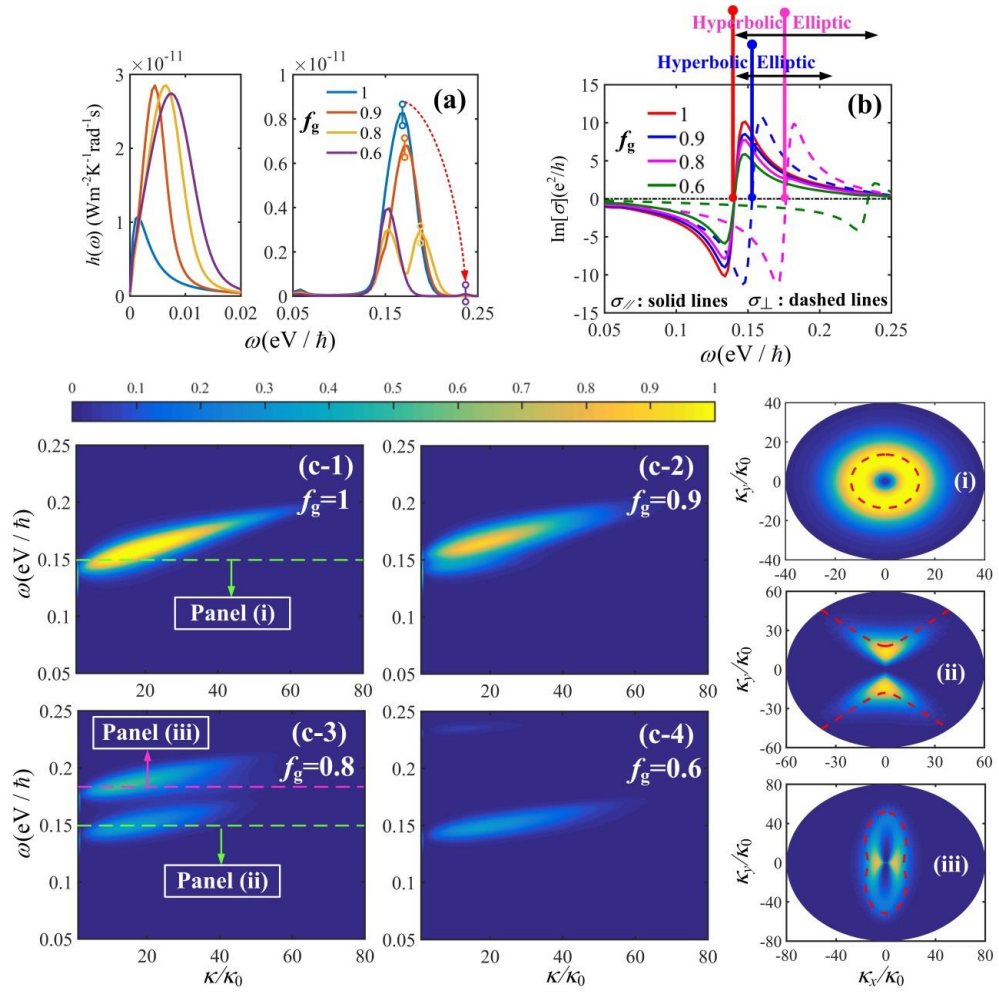 ×10⁻¹¹
3
2
1
0
h(ω) (Wm⁻²K⁻¹rad⁻¹s)
0 0.01 0.02
×10⁻¹¹
1
0.8
0.6
0.4
0.2
0
0.05 0.15 0.25
ω(eV / ħ)
(a)
f_g
1
0.9
0.8
0.6
Hyperbolic Elliptic
Hyperbolic Elliptic
(b)
f_g
1
0.9
0.8
0.6
Im[σ](e²/ħ)
15
10
5
0
-5
-10
-15
σ⫽ : solid lines σ⊥ : dashed lines
0.05 0.1 0.15 0.2 0.25
ω(eV / ħ)
0 0.1 0.2 0.3 0.4 0.5 0.6 0.7 0.8 0.9 1
ω(eV / ħ)
0.25
0.2
0.15
0.1
0.05
(c-1)
f_g=1
Panel (i)
20 40 60 80
0.25
0.2
0.15
0.1
0.05
(c-2)
f_g=0.9
20 40 60 80
ω(eV / ħ)
0.25
0.2
0.15
0.1
0.05
(c-3)
f_g=0.8
Panel (iii)
Panel (ii)
20 40 60 80
κ/κ₀
0.25
0.2
0.15
0.1
0.05
(c-4)
f_g=0.6
20 40 60 80
κ/κ₀
κ_y/κ₀
40
20
0
-20
-40
(i)
-40 -20 0 20 40
κ_y/κ₀
60
30
0
-30
-60
(ii)
-60 -30 0 30 60
κ_y/κ₀
80
40
0
-40
-80
(iii)
-80 -40 0 40 80
κ_x/κ₀